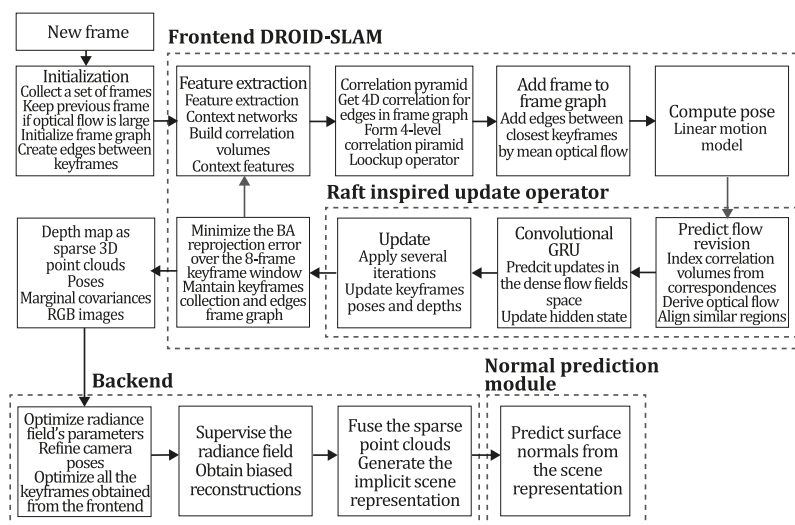 New frame
Frontend DROID-SLAM
Initialization
Collect a set of frames
Keep previous frame
if optical flow is large
Initialize frame graph
Create edges between
keyframes
Feature extraction
Feature extraction
Context networks
Build correlation
volumes
Context features
Correlation pyramid
Get 4D correlation for
edges in frame graph
Form 4-level
correlation piramid
Loockup operator
Add frame to
frame graph
Add edges between
closest keyframes
by mean optical flow
Compute pose
Linear motion
model
Raft inspired update operator
Predict flow
revision
Index correlation
volumes from
correspondences
Derive optical flow
Align similar regions
Convolutional
GRU
Predcit updates in
the dense flow fields
space
Update hidden state
Update
Apply several
iterations
Update keyframes
poses and depths
Minimize the BA
reprojection error
over the 8-frame
keyframe window
Mantain keyframes
collection and edges
frame graph
Depth map as
sparse 3D
point clouds
Poses
Marginal covariances
RGB images
Backend
Optimize radiance
field's parameters
Refine camera
poses
Optimize all the
keyframes obtained
from the frontend
Supervise the
radiance field
Obtain biased
reconstructions
Fuse the sparse
point clouds
Generate the
implicit scene
representation
Normal prediction
module
Predict surface
normals from
the scene
representation